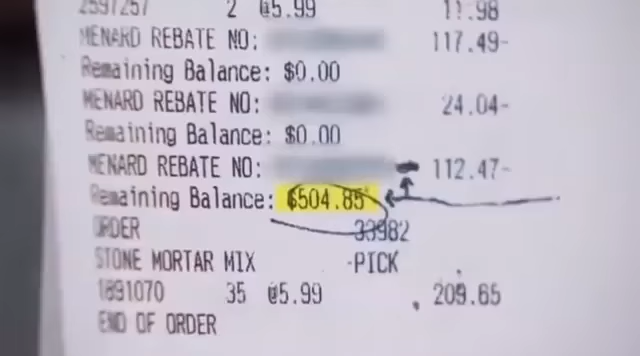 2597257 2 @5.99 11.98
MENARD REBATE NO: 117.49-
Remaining Balance: $0.00
MENARD REBATE NO: 24.04-
Remaining Balance: $0.00
MENARD REBATE NO: 112.47-
Remaining Balance: $504.85
ORDER 33982
STONE MORTAR MIX -PICK
1891070 35 @5.99 209.65
END OF ORDER